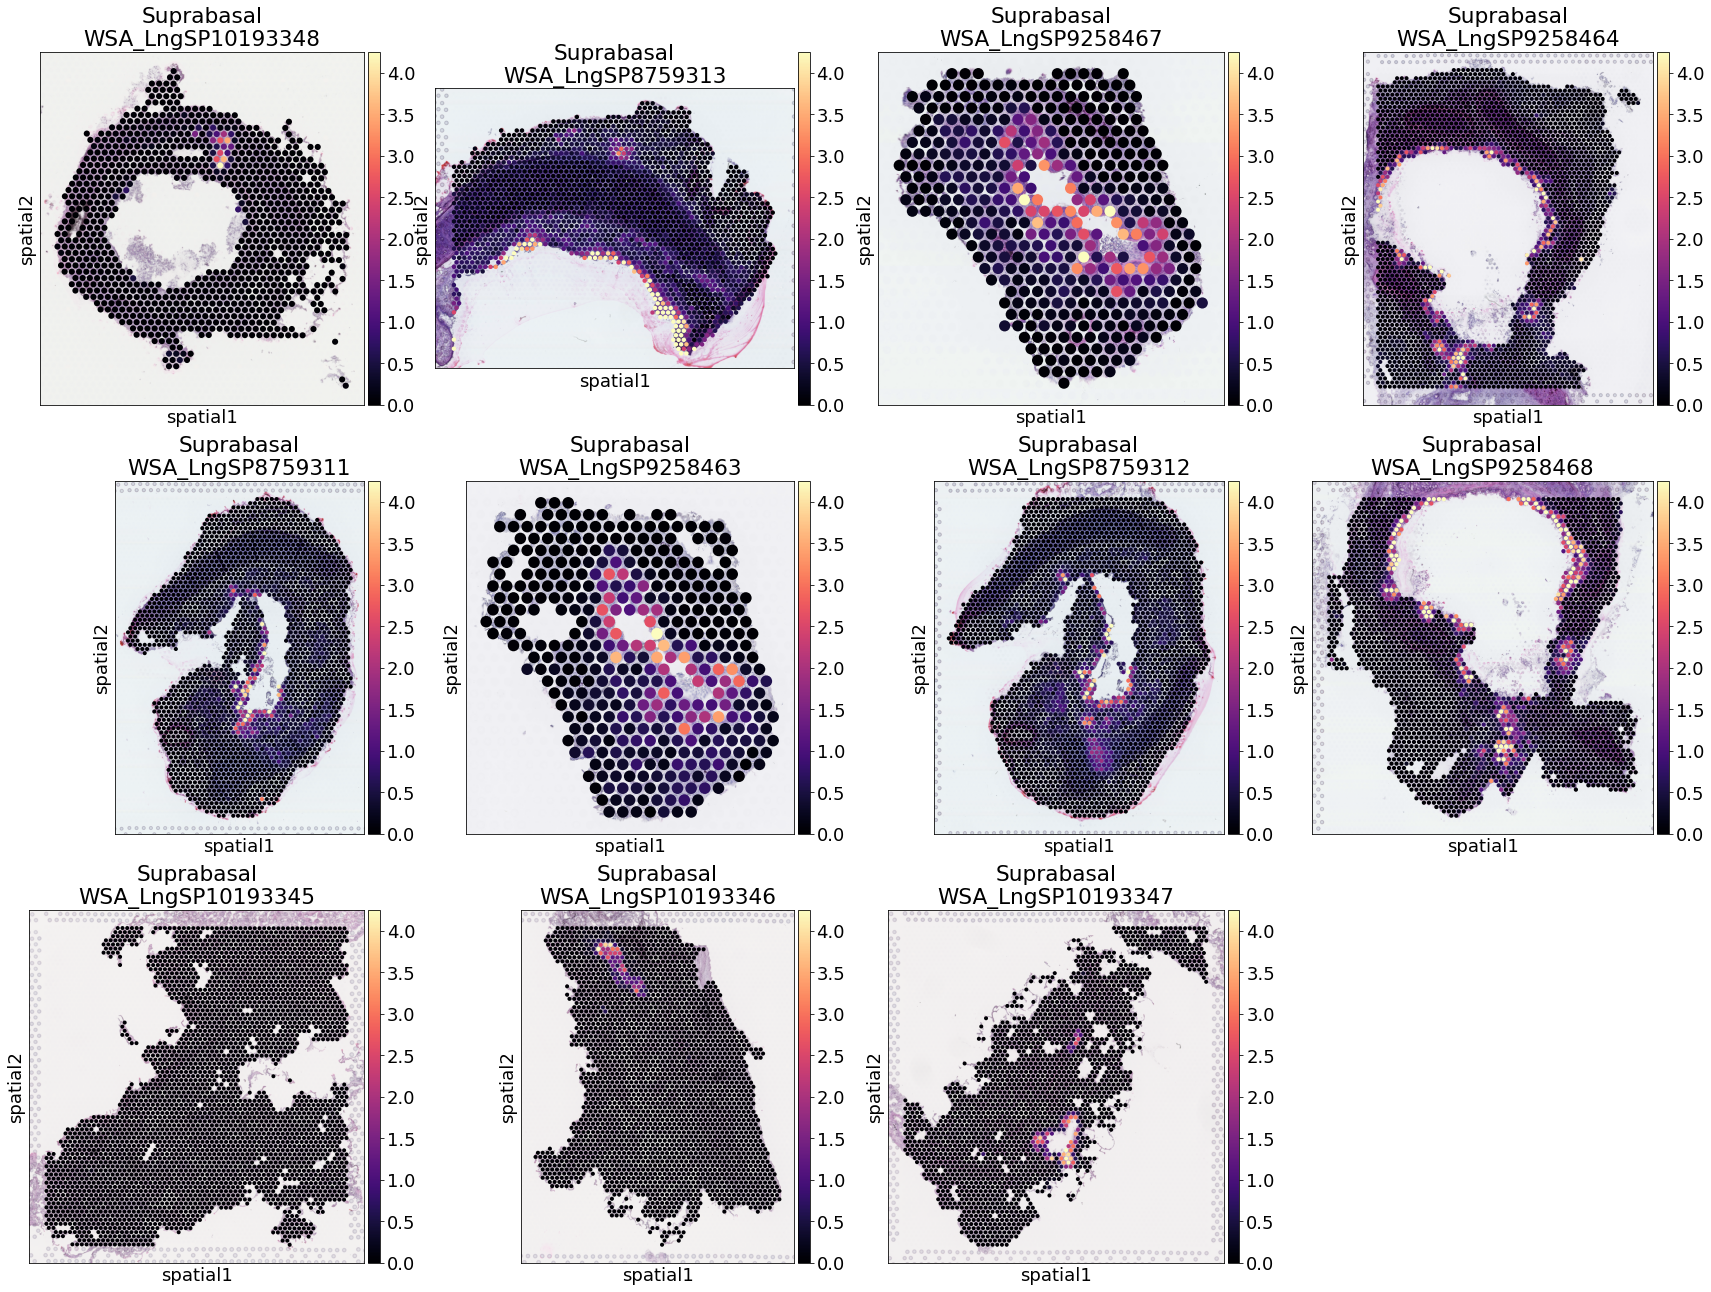 Suprabasal
WSA_LngSP10193348
spatial2
spatial1
4.0
3.5
3.0
2.5
2.0
1.5
1.0
0.5
0.0
Suprabasal
WSA_LngSP8759313
spatial2
spatial1
4.0
3.5
3.0
2.5
2.0
1.5
1.0
0.5
0.0
Suprabasal
WSA_LngSP9258467
spatial2
spatial1
4.0
3.5
3.0
2.5
2.0
1.5
1.0
0.5
0.0
Suprabasal
WSA_LngSP9258464
spatial2
spatial1
4.0
3.5
3.0
2.5
2.0
1.5
1.0
0.5
0.0
Suprabasal
WSA_LngSP8759311
spatial2
spatial1
4.0
3.5
3.0
2.5
2.0
1.5
1.0
0.5
0.0
Suprabasal
WSA_LngSP9258463
spatial2
spatial1
4.0
3.5
3.0
2.5
2.0
1.5
1.0
0.5
0.0
Suprabasal
WSA_LngSP8759312
spatial2
spatial1
4.0
3.5
3.0
2.5
2.0
1.5
1.0
0.5
0.0
Suprabasal
WSA_LngSP9258468
spatial2
spatial1
4.0
3.5
3.0
2.5
2.0
1.5
1.0
0.5
0.0
Suprabasal
WSA_LngSP10193345
spatial2
spatial1
4.0
3.5
3.0
2.5
2.0
1.5
1.0
0.5
0.0
Suprabasal
WSA_LngSP10193346
spatial2
spatial1
4.0
3.5
3.0
2.5
2.0
1.5
1.0
0.5
0.0
Suprabasal
WSA_LngSP10193347
spatial2
spatial1
4.0
3.5
3.0
2.5
2.0
1.5
1.0
0.5
0.0